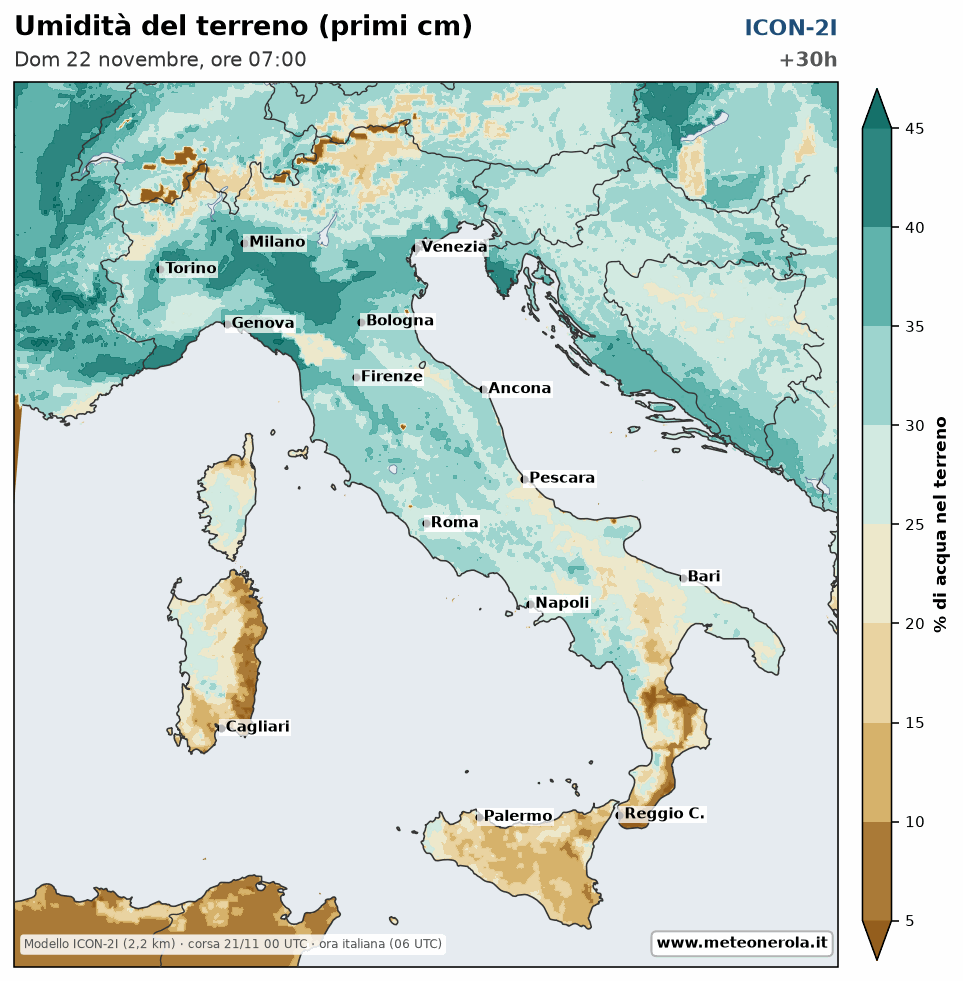 Umidità del terreno (primi cm)
ICON-2I
Dom 22 novembre, ore 07:00
+30h
Milano
Venezia
Torino
Genova
Bologna
Firenze
Ancona
Pescara
Roma
Bari
Napoli
Cagliari
Palermo
Reggio C.
45
40
35
30
25
20
15
10
5
% di acqua nel terreno
Modello ICON-2I (2,2 km) · corsa 21/11 00 UTC · ora italiana (06 UTC)
www.meteonerola.it